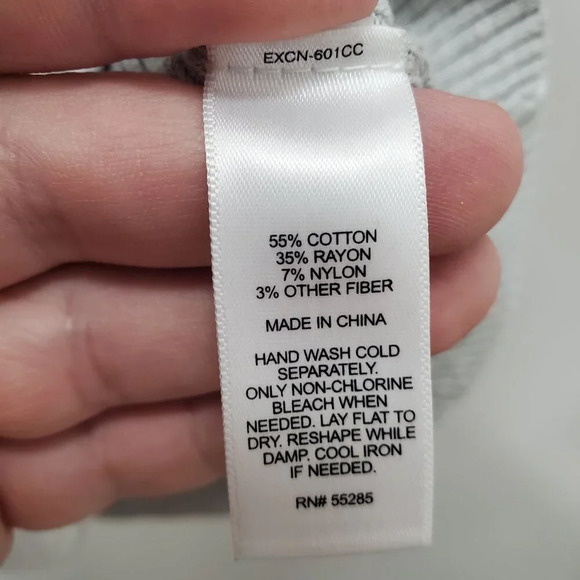 EXCN-601CC
55% COTTON
35% RAYON
7% NYLON
3% OTHER FIBER
MADE IN CHINA
HAND WASH COLD
SEPARATELY.
ONLY NON-CHLORINE
BLEACH WHEN
NEEDED. LAY FLAT TO
DRY. RESHAPE WHILE
DAMP. COOL IRON
IF NEEDED.
RN# 55285